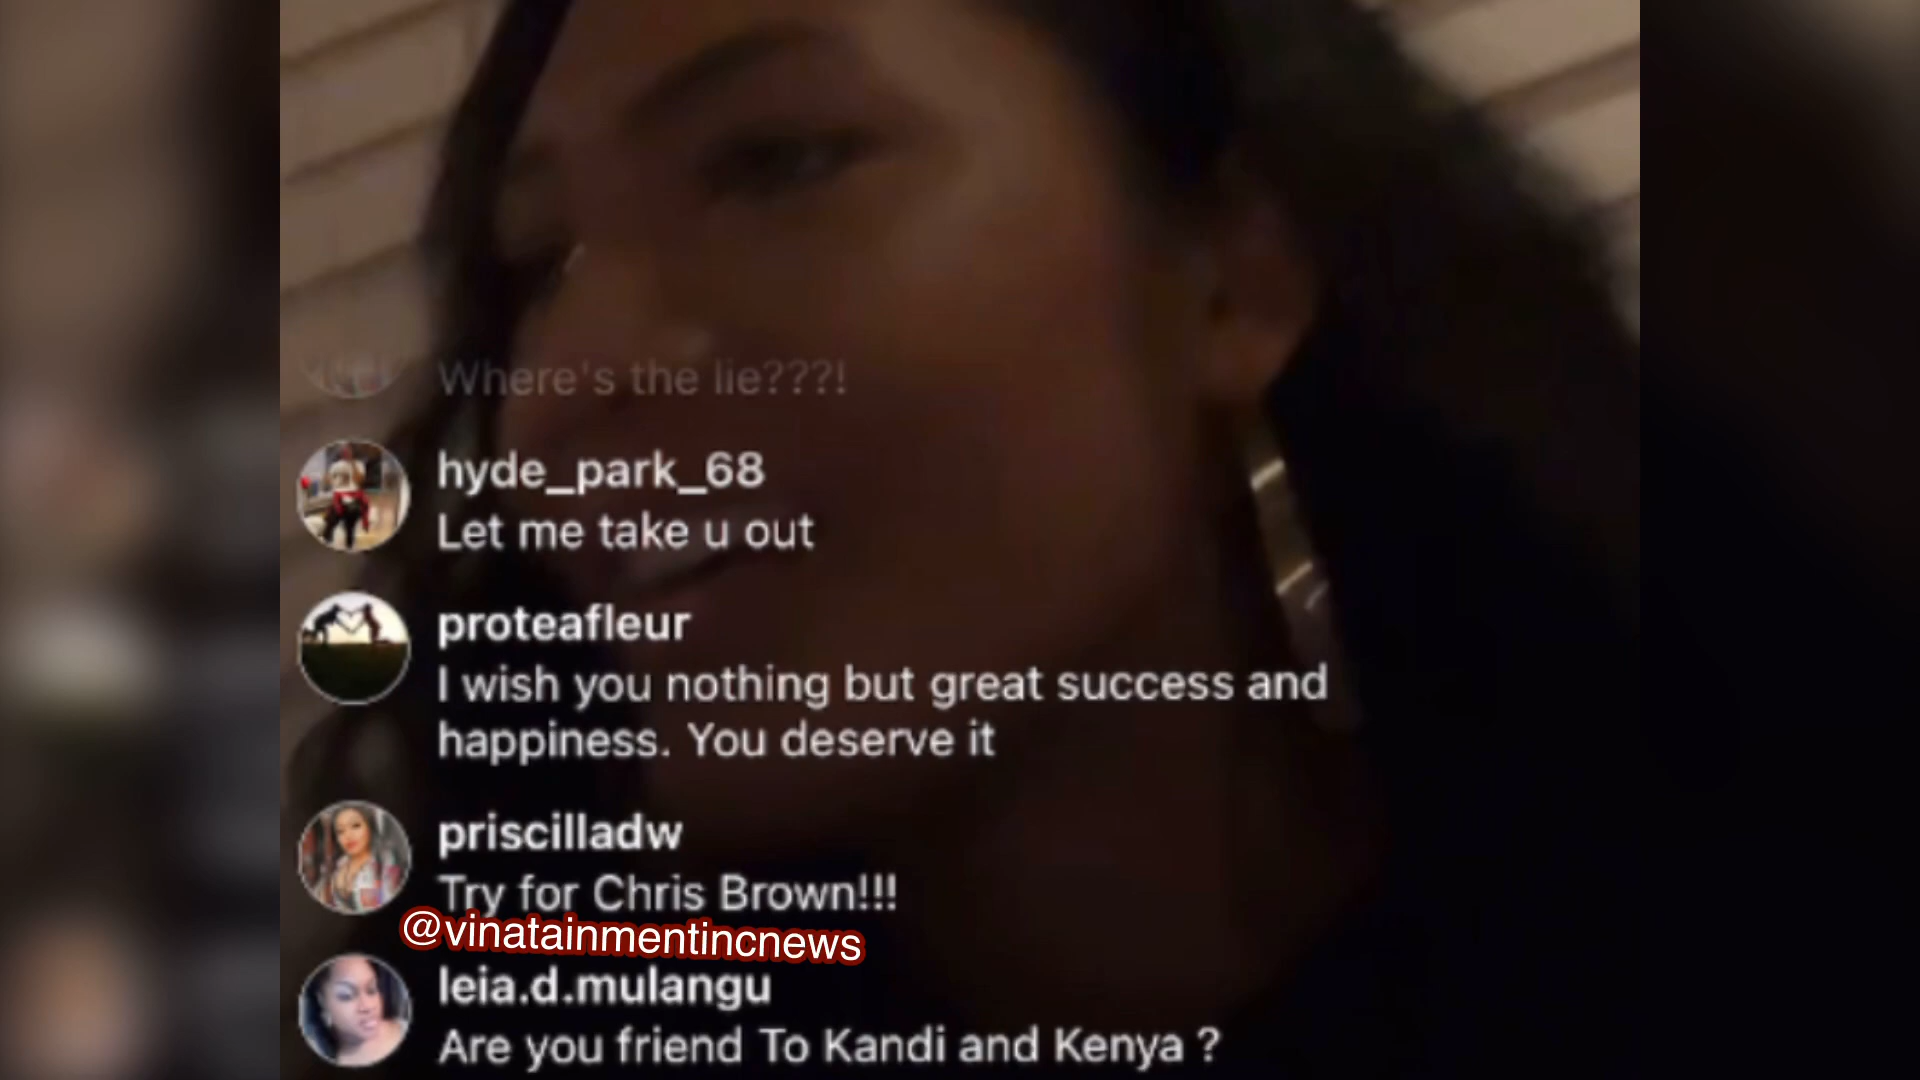 Where's the lie???!
hyde_park_68
Let me take u out
proteafleur
I wish you nothing but great success and
happiness. You deserve it
priscilladw
Try for Chris Brown!!!
@vinatainmentincnews
leia.d.mulangu
Are you friend To Kandi and Kenya ?